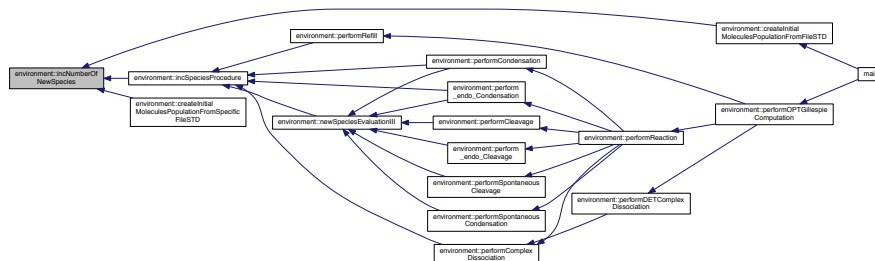 environment::incNumberOf
NewSpecies
environment::incSpeciesProcedure
environment::createInitial
MoleculesPopulationFromSpecific
FileSTD
environment::performRefill
environment::newSpeciesEvaluationIII
environment::performCondensation
environment::perform
_endo_Condensation
environment::performCleavage
environment::perform
_endo_Cleavage
environment::performSpontaneous
Cleavage
environment::performSpontaneous
Condensation
environment::performComplex
Dissociation
environment::performReaction
environment::performDETComplex
Dissociation
environment::createInitial
MoleculesPopulationFromFileSTD
environment::performOPTGillespie
Computation
mai